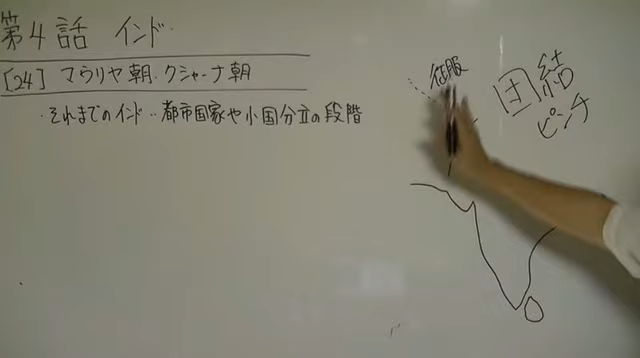 第4話 インド
[24] マウリヤ朝・クシャーナ朝
・それまでのインド‥都市国家や小国分立の段階
征服
団結
ピンチ